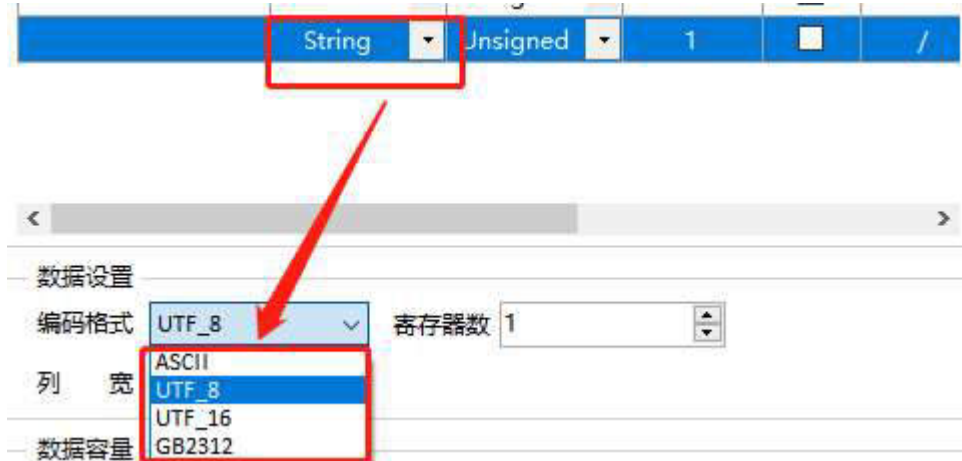 String Unsigned 1 /
数据设置
编码格式 UTF_8 寄存器数 1
ASCII
列 宽 UTF_8
UTF_16
数据容量 GB2312